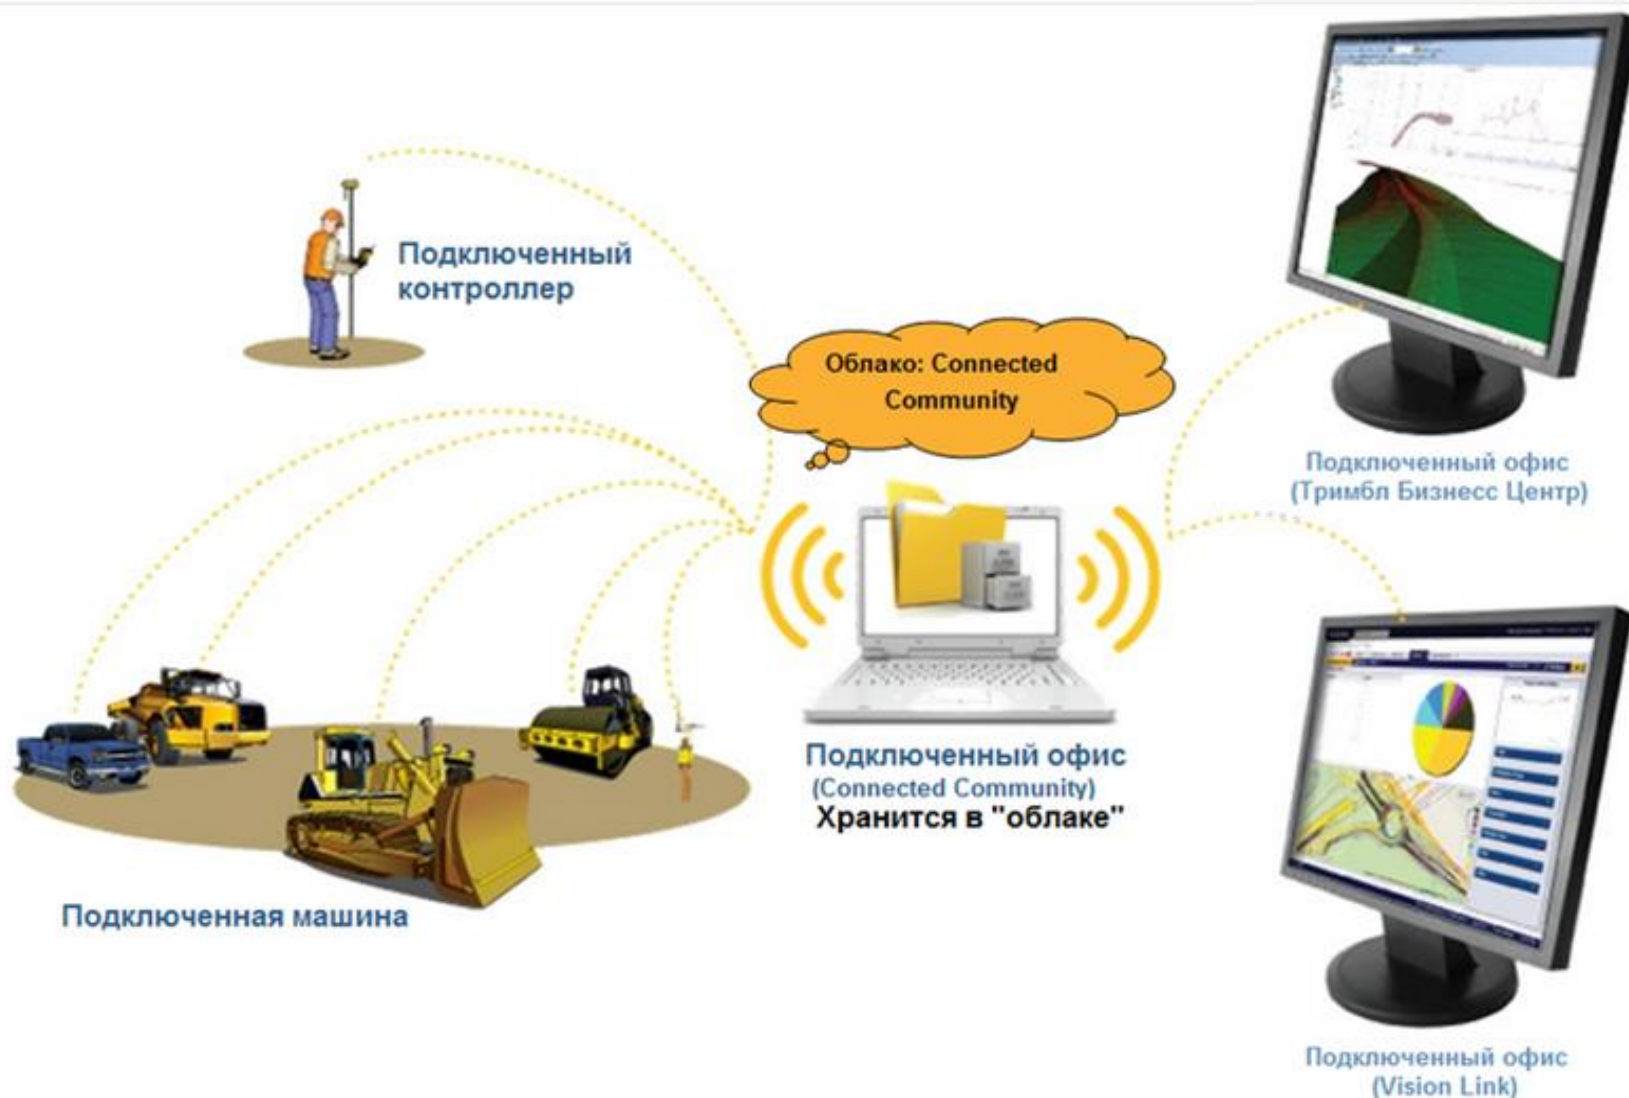 Подключенный
контроллер
Облако: Connected
Community
Подключенный офис
(Тримбл Бизнесс Центр)
Подключенный офис
(Connected Community)
Хранится в "облаке"
Подключенная машина
Подключенный офис
(Vision Link)